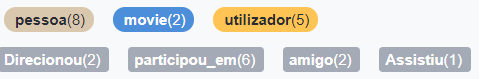 pessoa(8) movie(2) utilizador(5)
Direcionou(2) participou_em(6) amigo(2) Assistiu(1)